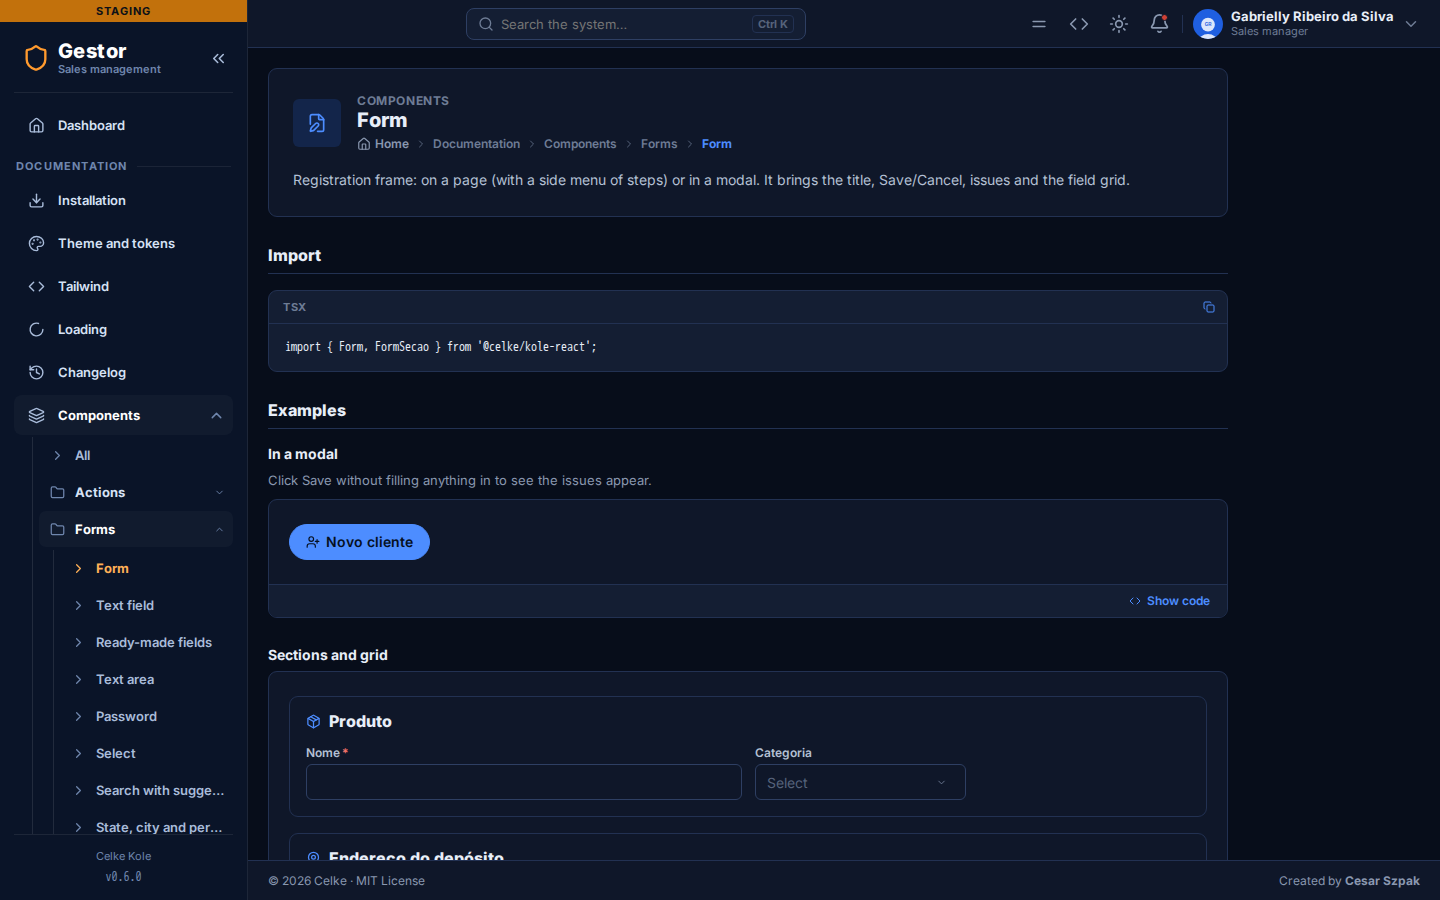 STAGING
Gestor
Sales management
Search the system...
Ctrl K
GR
Gabrielly Ribeiro da Silva
Sales manager
Dashboard
DOCUMENTATION
Installation
Theme and tokens
Tailwind
Loading
Changelog
Components
All
Actions
Forms
Form
Text field
Ready-made fields
Text area
Password
Select
Search with sugge...
State, city and per...
Celke Kole
v0.6.0
COMPONENTS
Form
Home
Documentation
Components
Forms
Form
Registration frame: on a page (with a side menu of steps) or in a modal. It brings the title, Save/Cancel, issues and the field grid.
Import
TSX
import { Form, FormSecao } from '@celke/kole-react';
Examples
In a modal
Click Save without filling anything in to see the issues appear.
Novo cliente
Show code
Sections and grid
Produto
Nome *
Categoria
Select
Endereço do depósito
© 2026 Celke · MIT License
Created by Cesar Szpak